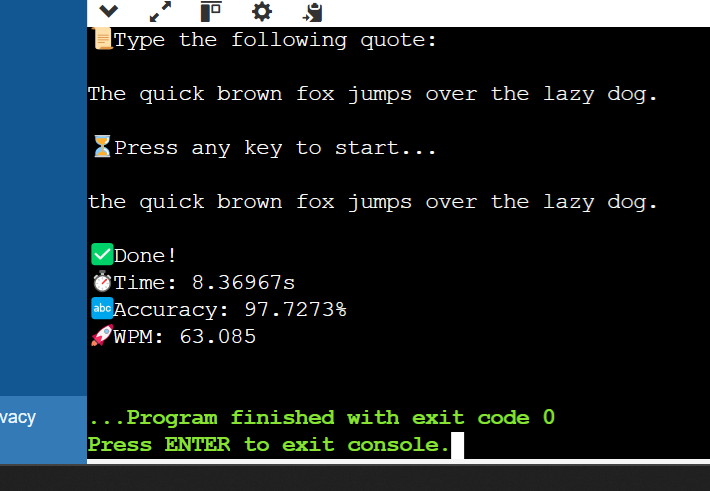 📜Type the following quote:
The quick brown fox jumps over the lazy dog.
⏳Press any key to start...
the quick brown fox jumps over the lazy dog.
✅Done!
⏱Time: 8.36967s
🔤Accuracy: 97.7273%
🚀WPM: 63.085
vacy
...Program finished with exit code 0
Press ENTER to exit console.